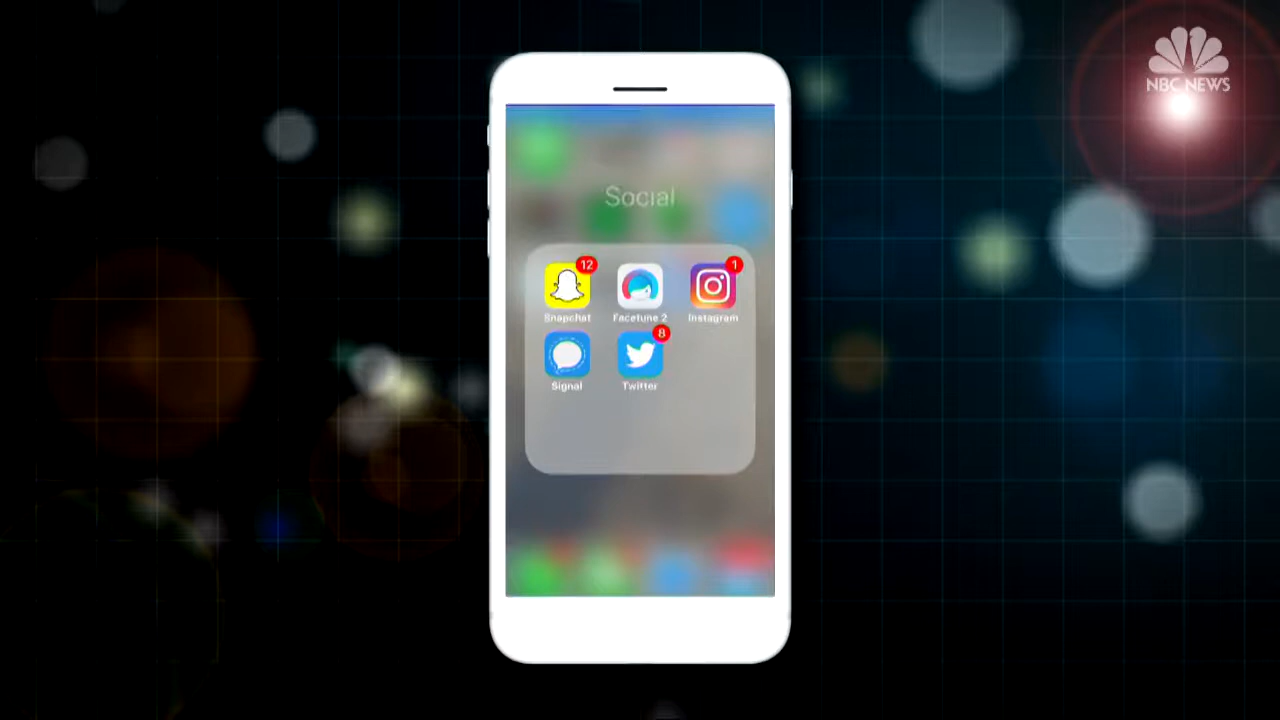 NBC NEWS
Social
12
1
Snapchat
Facetune 2
Instagram
8
Signal
Twitter